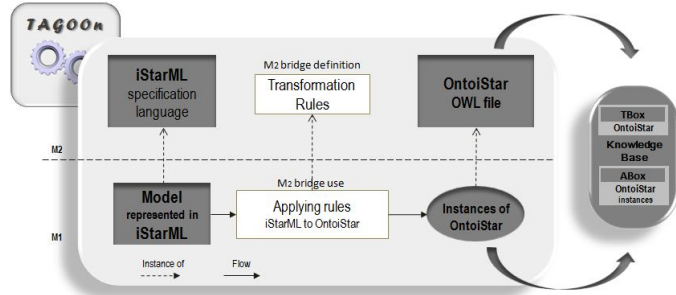 TAGOOn
iStarML
specification
language
M2 bridge definition
Transformation
Rules
OntoiStar
OWL file
TBox
OntoiStar
Knowledge
Base
ABox
OntoiStar
instances
M2
M1
Model
represented in
iStarML
M2 bridge use
Applying rules
iStarML to OntoiStar
Instances of
OntoiStar
Instance of
Flow